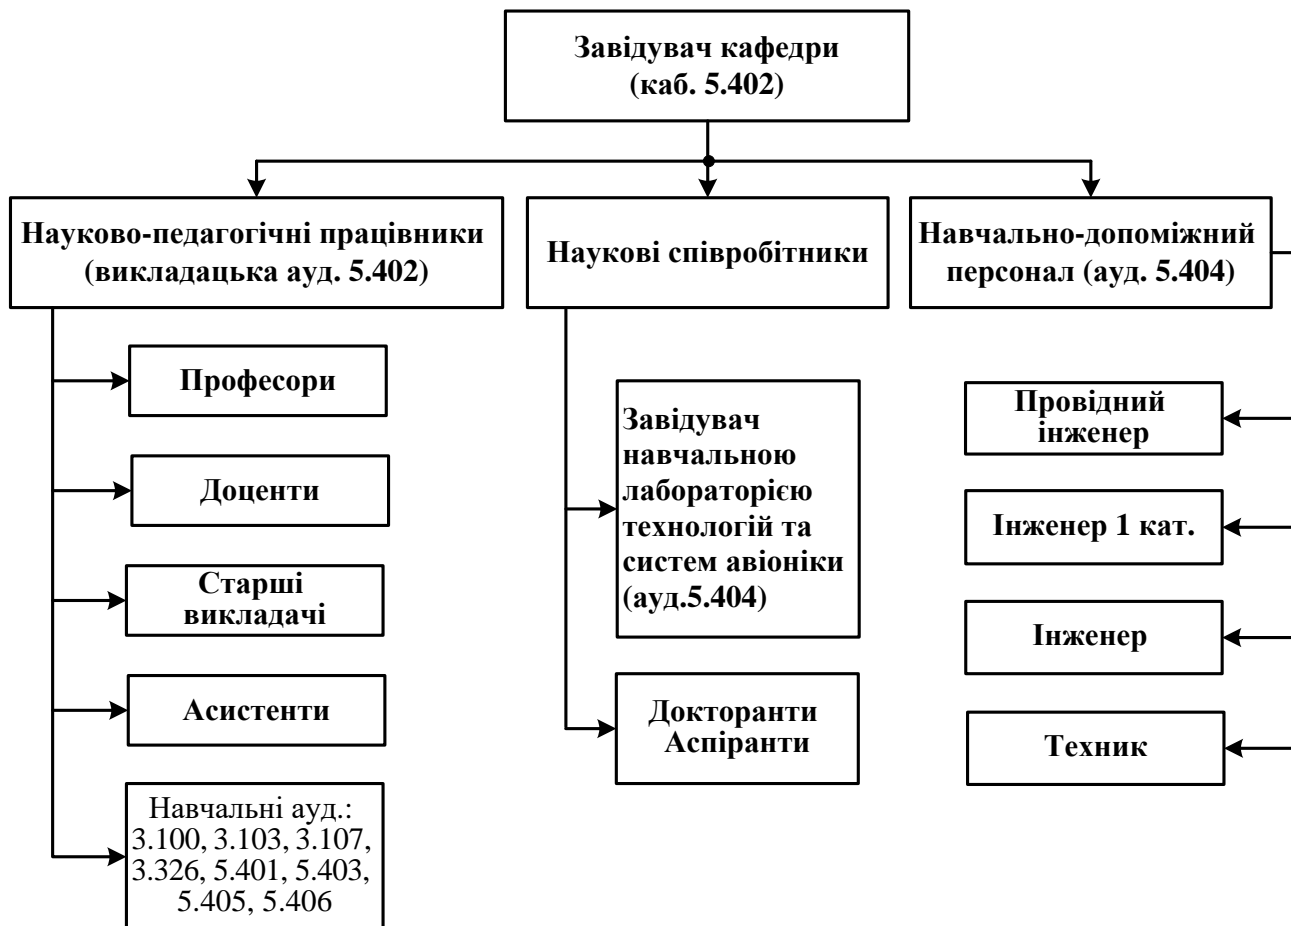 Завідувач кафедри
(каб. 5.402)
Науково-педагогічні працівники
(викладацька ауд. 5.402)
Наукові співробітники
Навчально-допоміжний
персонал (ауд. 5.404)
Професори
Доценти
Старші
викладачі
Асистенти
Навчальні ауд.:
3.100, 3.103, 3.107,
3.326, 5.401, 5.403,
5.405, 5.406
Завідувач
навчальною
лабораторією
технологій та
систем авіоніки
(ауд.5.404)
Докторанти
Аспіранти
Провідний
інженер
Інженер 1 кат.
Інженер
Технік